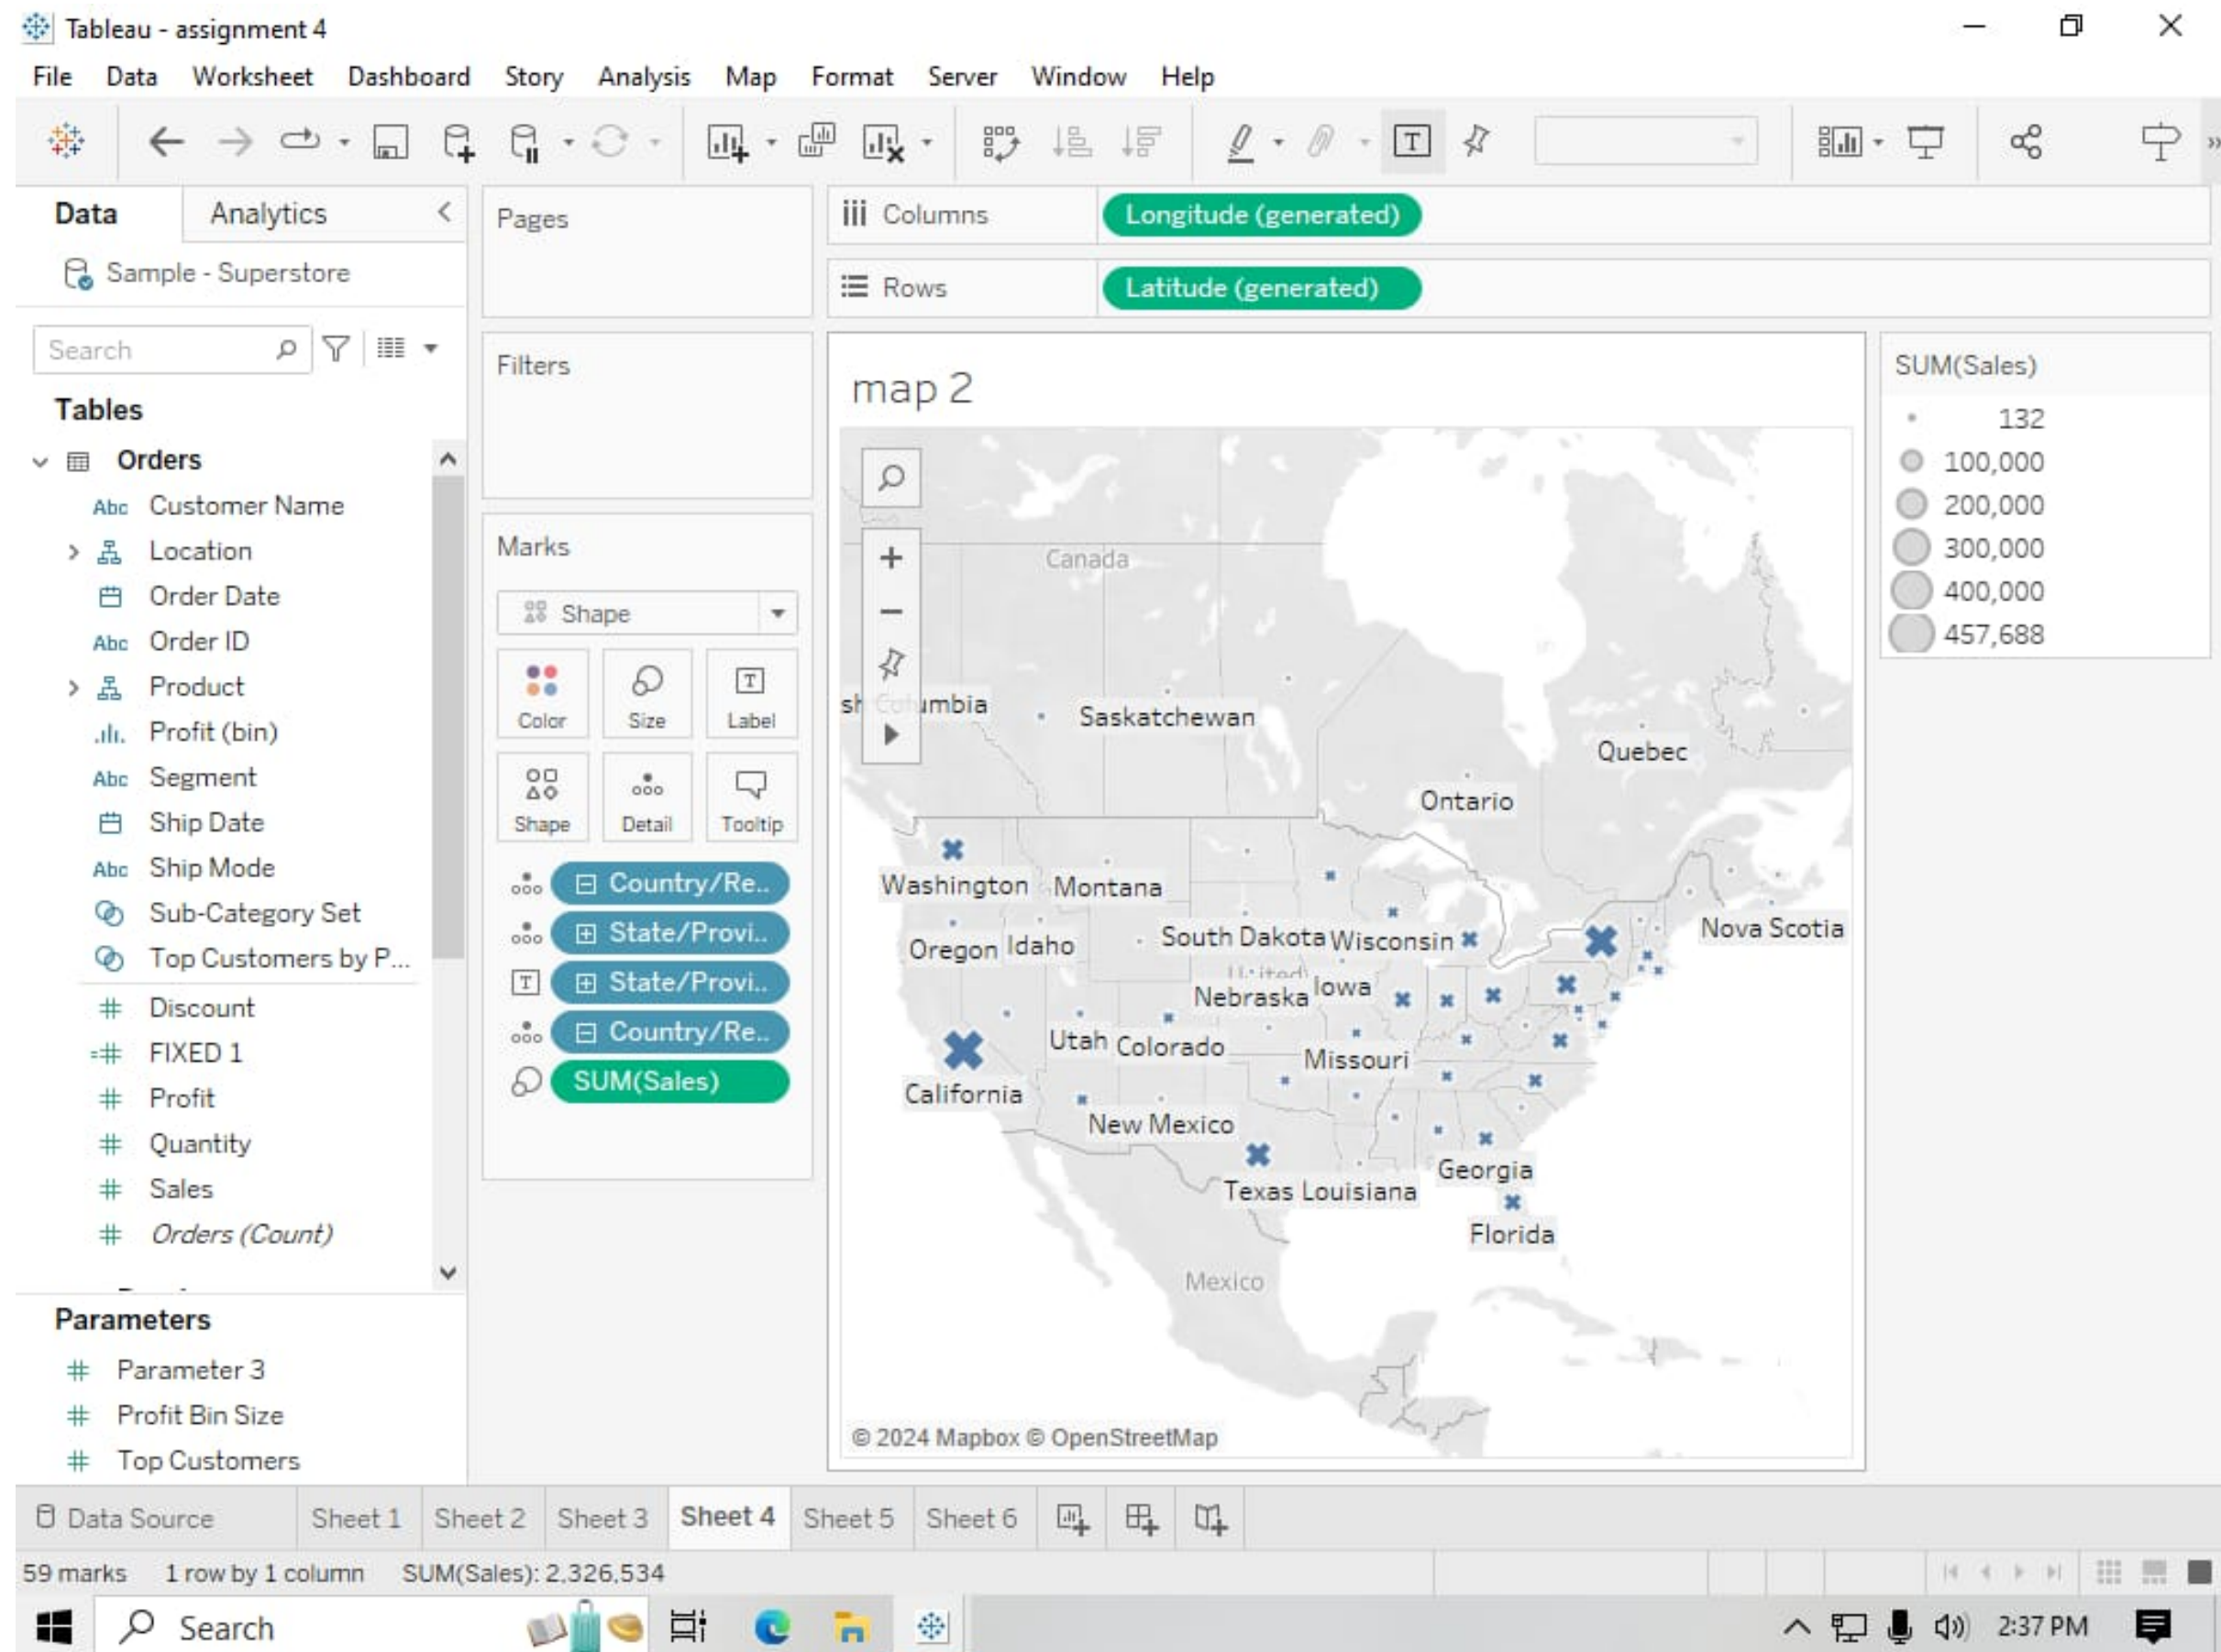 Tableau - assignment 4
File Data Worksheet Dashboard Story Analysis Map Format Server Window Help
Data Analytics
Sample - Superstore
Search
Tables
Orders
Abc Customer Name
Location
Order Date
Abc Order ID
Product
Profit (bin)
Abc Segment
Ship Date
Abc Ship Mode
Sub-Category Set
Top Customers by P...
# Discount
=# FIXED 1
# Profit
# Quantity
# Sales
# Orders (Count)
Parameters
# Parameter 3
# Profit Bin Size
# Top Customers
Pages
Filters
Marks
Shape
Color Size Label
Shape Detail Tooltip
Country/Re..
State/Provi..
T State/Provi..
Country/Re..
SUM(Sales)
Columns Longitude (generated)
Rows Latitude (generated)
map 2
Canada
sh Columbia
Saskatchewan
Quebec
Ontario
Washington Montana
Nova Scotia
Oregon Idaho South Dakota Wisconsin
United
Nebraska Iowa
Utah Colorado Missouri
California
New Mexico
Georgia
Texas Louisiana
Florida
Mexico
© 2024 Mapbox © OpenStreetMap
SUM(Sales)
132
100,000
200,000
300,000
400,000
457,688
Data Source Sheet 1 Sheet 2 Sheet 3 Sheet 4 Sheet 5 Sheet 6
59 marks 1 row by 1 column SUM(Sales): 2,326,534
Search 2:37 PM